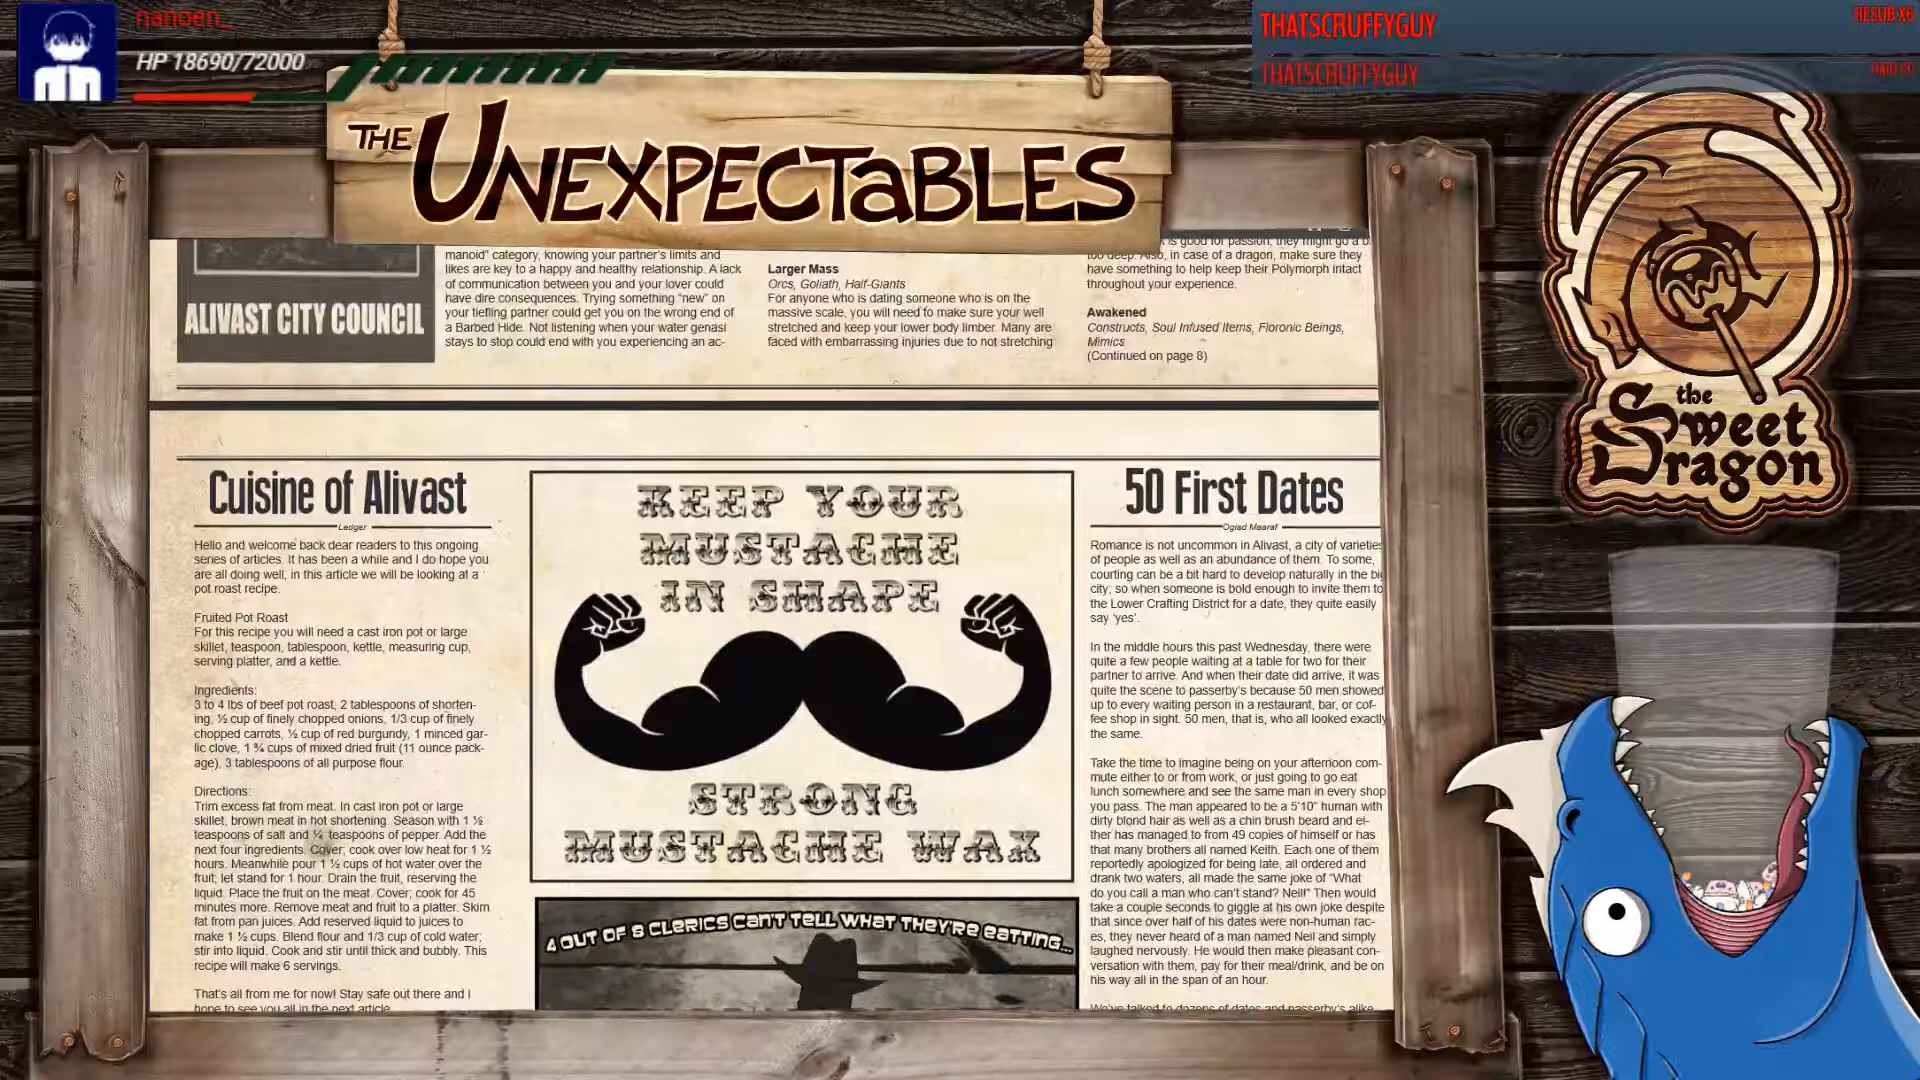 nanoen_
HP 18690/72000
THATSCRUFFYGUY
RESUB X6
THATSCRUFFYGUY
THE UNEXPECTABLES
the
Sweet
Dragon
ALIVAST CITY COUNCIL
manoid” category, knowing your partner’s limits and
likes are key to a happy and healthy relationship. A lack
of communication between you and your lover could
have dire consequences. Trying something “new” on
your tiefling partner could get you on the wrong end of
a Barbed Hide. Not listening when your water genasi
stays to stop could end with you experiencing an ac-
Larger Mass
Orcs, Goliath, Half-Giants
For anyone who is dating someone who is on the
massive scale, you will need to make sure your well
stretched and keep your lower body limber. Many are
faced with embarrassing injuries due to not stretching
is good for passion, they might go a b
too deep. Also, in case of a dragon, make sure they
have something to help keep their Polymorph intact
throughout your experience.
Awakened
Constructs, Soul Infused Items, Floronic Beings,
Mimics
(Continued on page 8)
Cuisine of Alivast
Ledger
Hello and welcome back dear readers to this ongoing
series of articles. It has been a while and I do hope you
are all doing well, in this article we will be looking at a
pot roast recipe.
Fruited Pot Roast
For this recipe you will need a cast iron pot or large
skillet, teaspoon, tablespoon, kettle, measuring cup,
serving platter, and a kettle.
Ingredients:
3 to 4 lbs of beef pot roast, 2 tablespoons of shorten-
ing, ½ cup of finely chopped onions, 1/3 cup of finely
chopped carrots, ½ cup of red burgundy, 1 minced gar-
lic clove, 1 ¾ cups of mixed dried fruit (11 ounce pack-
age). 3 tablespoons of all purpose flour.
Directions:
Trim excess fat from meat. In cast iron pot or large
skillet, brown meat in hot shortening. Season with 1 ½
teaspoons of salt and ¼ teaspoons of pepper. Add the
next four ingredients. Cover; cook over low heat for 1 ½
hours. Meanwhile pour 1 ½ cups of hot water over the
fruit; let stand for 1 hour. Drain the fruit, reserving the
liquid. Place the fruit on the meat. Cover; cook for 45
minutes more. Remove meat and fruit to a platter. Skim
fat from pan juices. Add reserved liquid to juices to
make 1 ½ cups. Blend flour and 1/3 cup of cold water;
stir into liquid. Cook and stir until thick and bubbly. This
recipe will make 6 servings.
That’s all from me for now! Stay safe out there and I
hope to see you all in the next article.
KEEP YOUR
MUSTACHE
IN SHAPE
STRONG
MUSTACHE WAX
4 OUT OF 8 CLERICS CAN'T TELL WHAT THEY'RE EATTING...
50 First Dates
Ogiad Maaraf
Romance is not uncommon in Alivast, a city of varieties
of people as well as an abundance of them. To some,
courting can be a bit hard to develop naturally in the big
city; so when someone is bold enough to invite them to
the Lower Crafting District for a date, they quite easily
say ‘yes’.
In the middle hours this past Wednesday, there were
quite a few people waiting at a table for two for their
partner to arrive. And when their date did arrive, it was
quite the scene to passerby’s because 50 men showed
up to every waiting person in a restaurant, bar, or cof-
fee shop in sight. 50 men, that is, who all looked exactly
the same.
Take the time to imagine being on your afternoon com-
mute either to or from work, or just going to go eat
lunch somewhere and see the same man in every shop
you pass. The man appeared to be a 5’10” human with
dirty blond hair as well as a chin brush beard and ei-
ther has managed to from 49 copies of himself or has
that many brothers all named Keith. Each one of them
reportedly apologized for being late, all ordered and
drank two waters, all made the same joke of “What
do you call a man who can’t stand? Neil!” Then would
take a couple seconds to giggle at his own joke despite
that since over half of his dates were non-human rac-
es, they never heard of a man named Neil and simply
laughed nervously. He would then make pleasant con-
versation with them, pay for their meal/drink, and be on
his way all in the span of an hour.
We’ve talked to dozens of dates and passerby’s alike